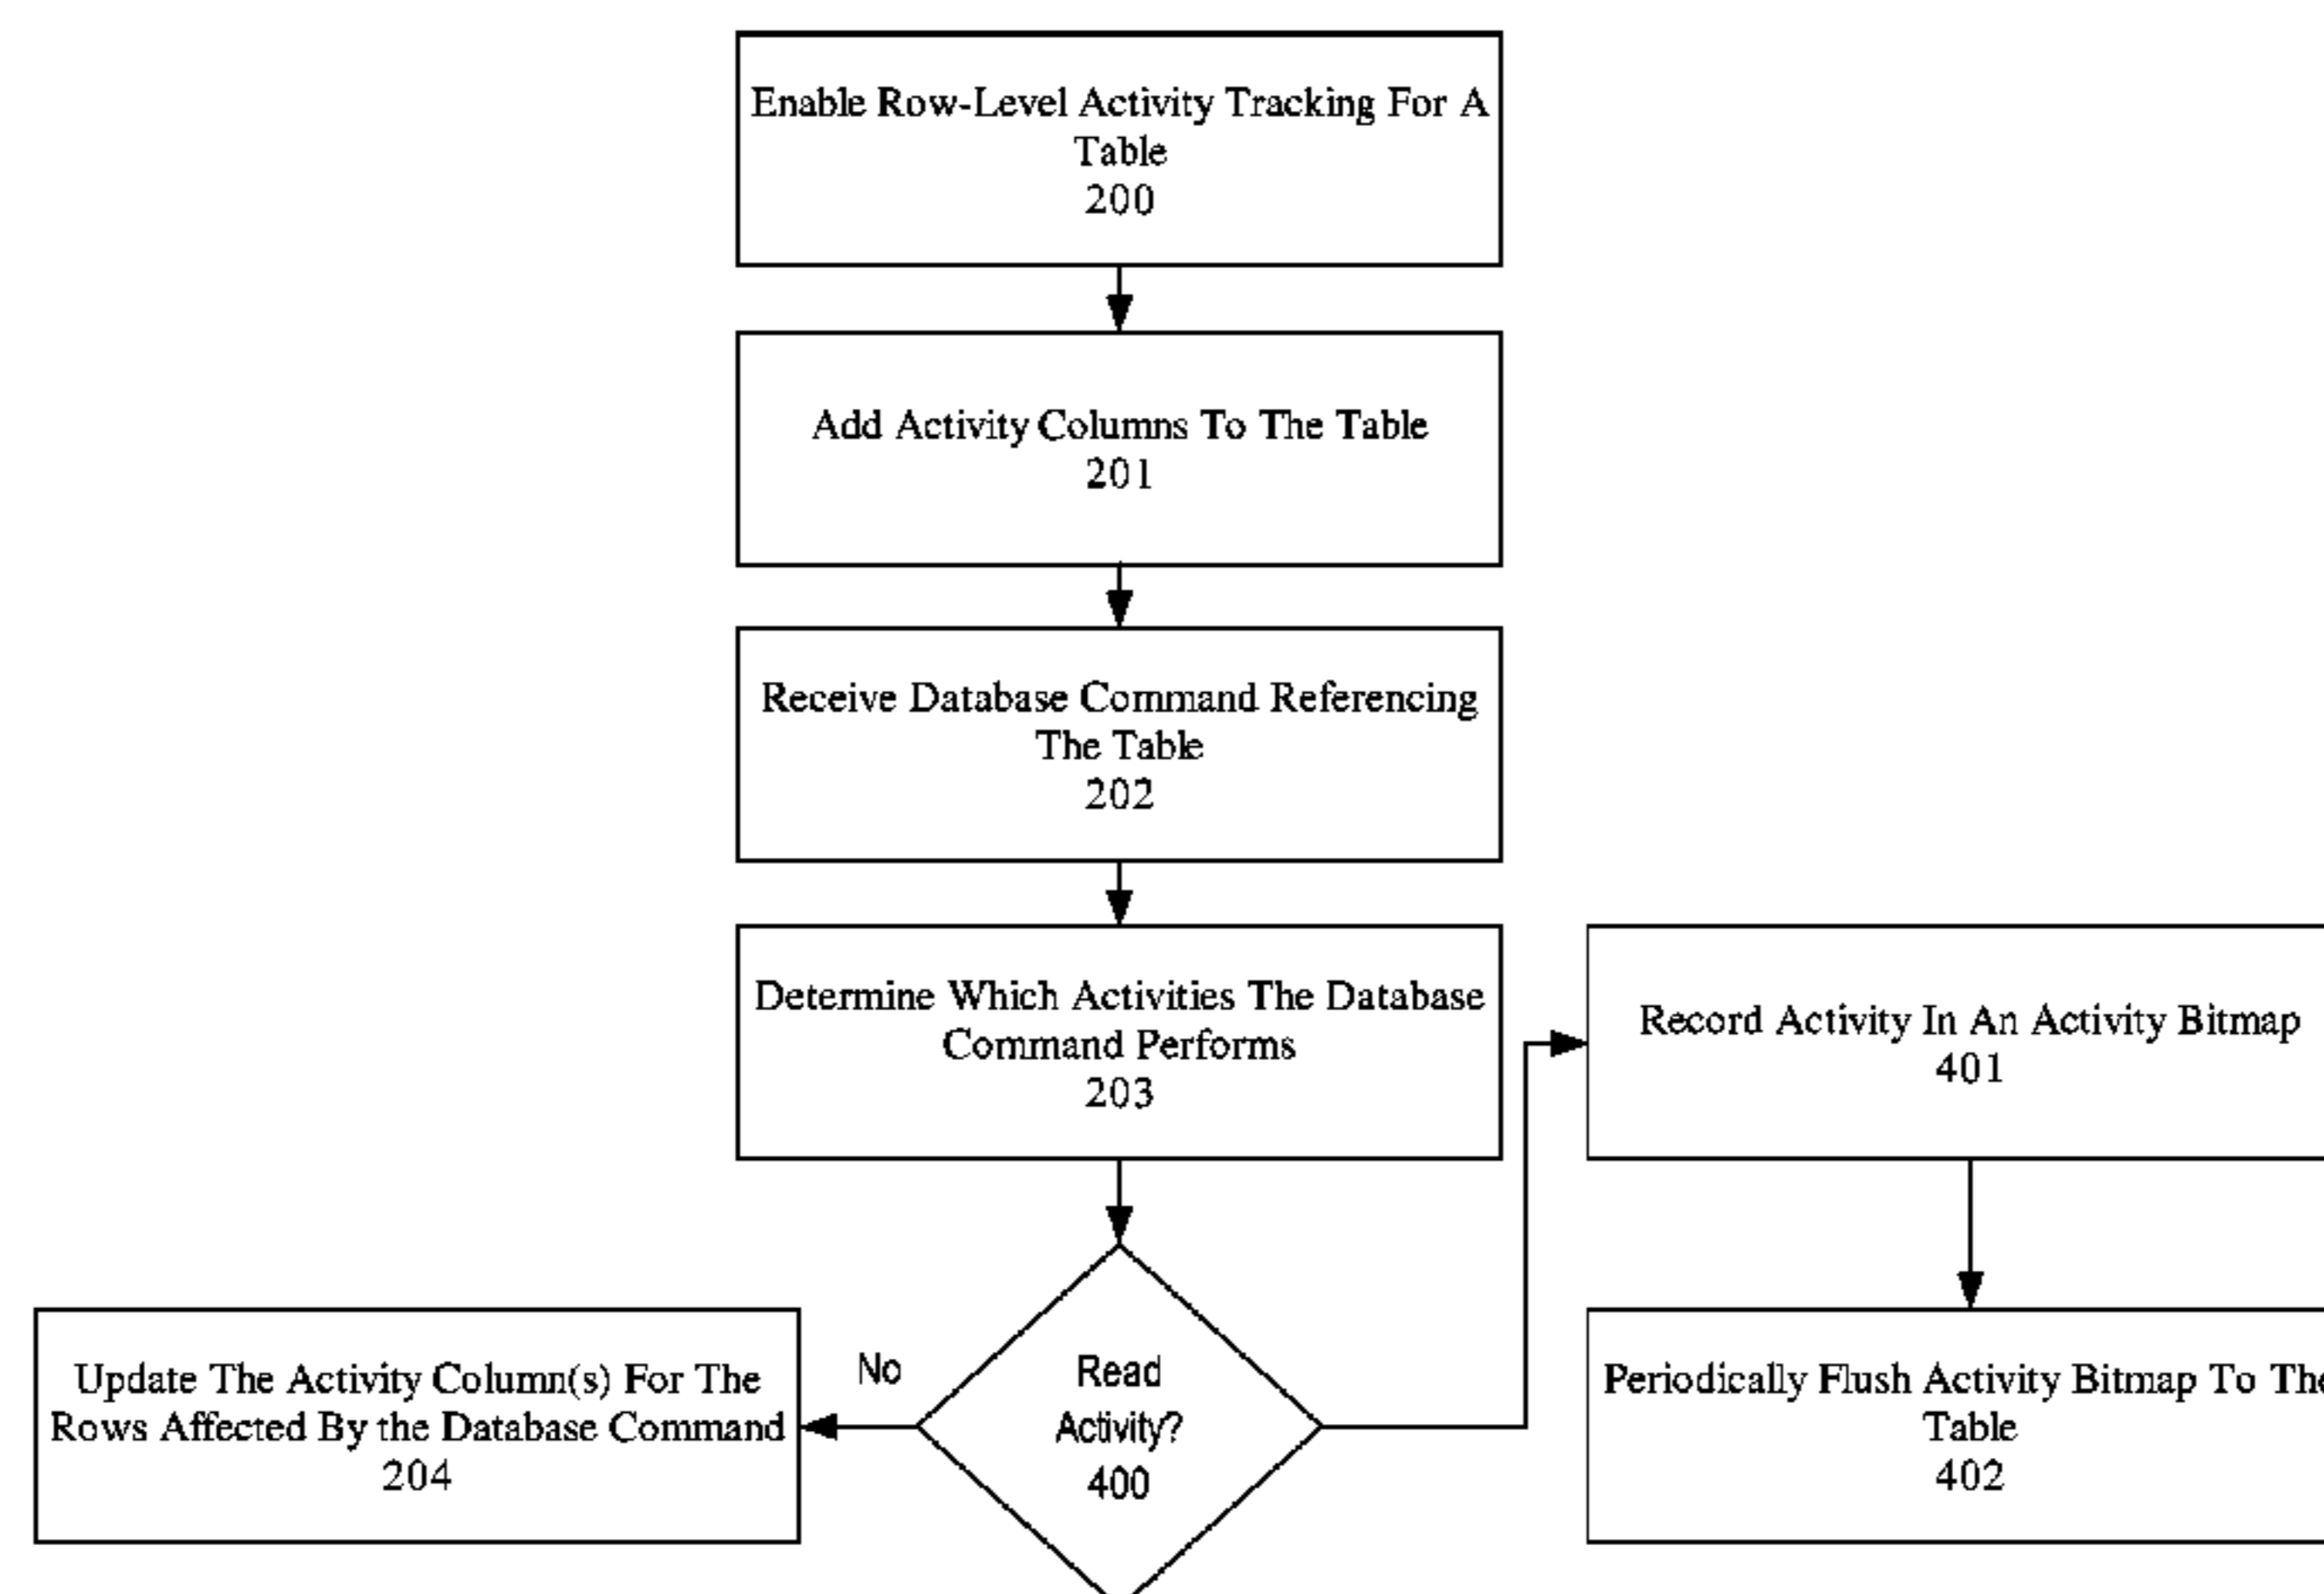 Enable Row-Level Activity Tracking For A
Table
200
Add Activity Columns To The Table
201
Receive Database Command Referencing
The Table
202
Determine Which Activities The Database
Command Performs
203
Record Activity In An Activity Bitmap
401
No
Read
Activity?
400
Update The Activity Column(s) For The
Rows Affected By the Database Command
204
Periodically Flush Activity Bitmap To The
Table
402